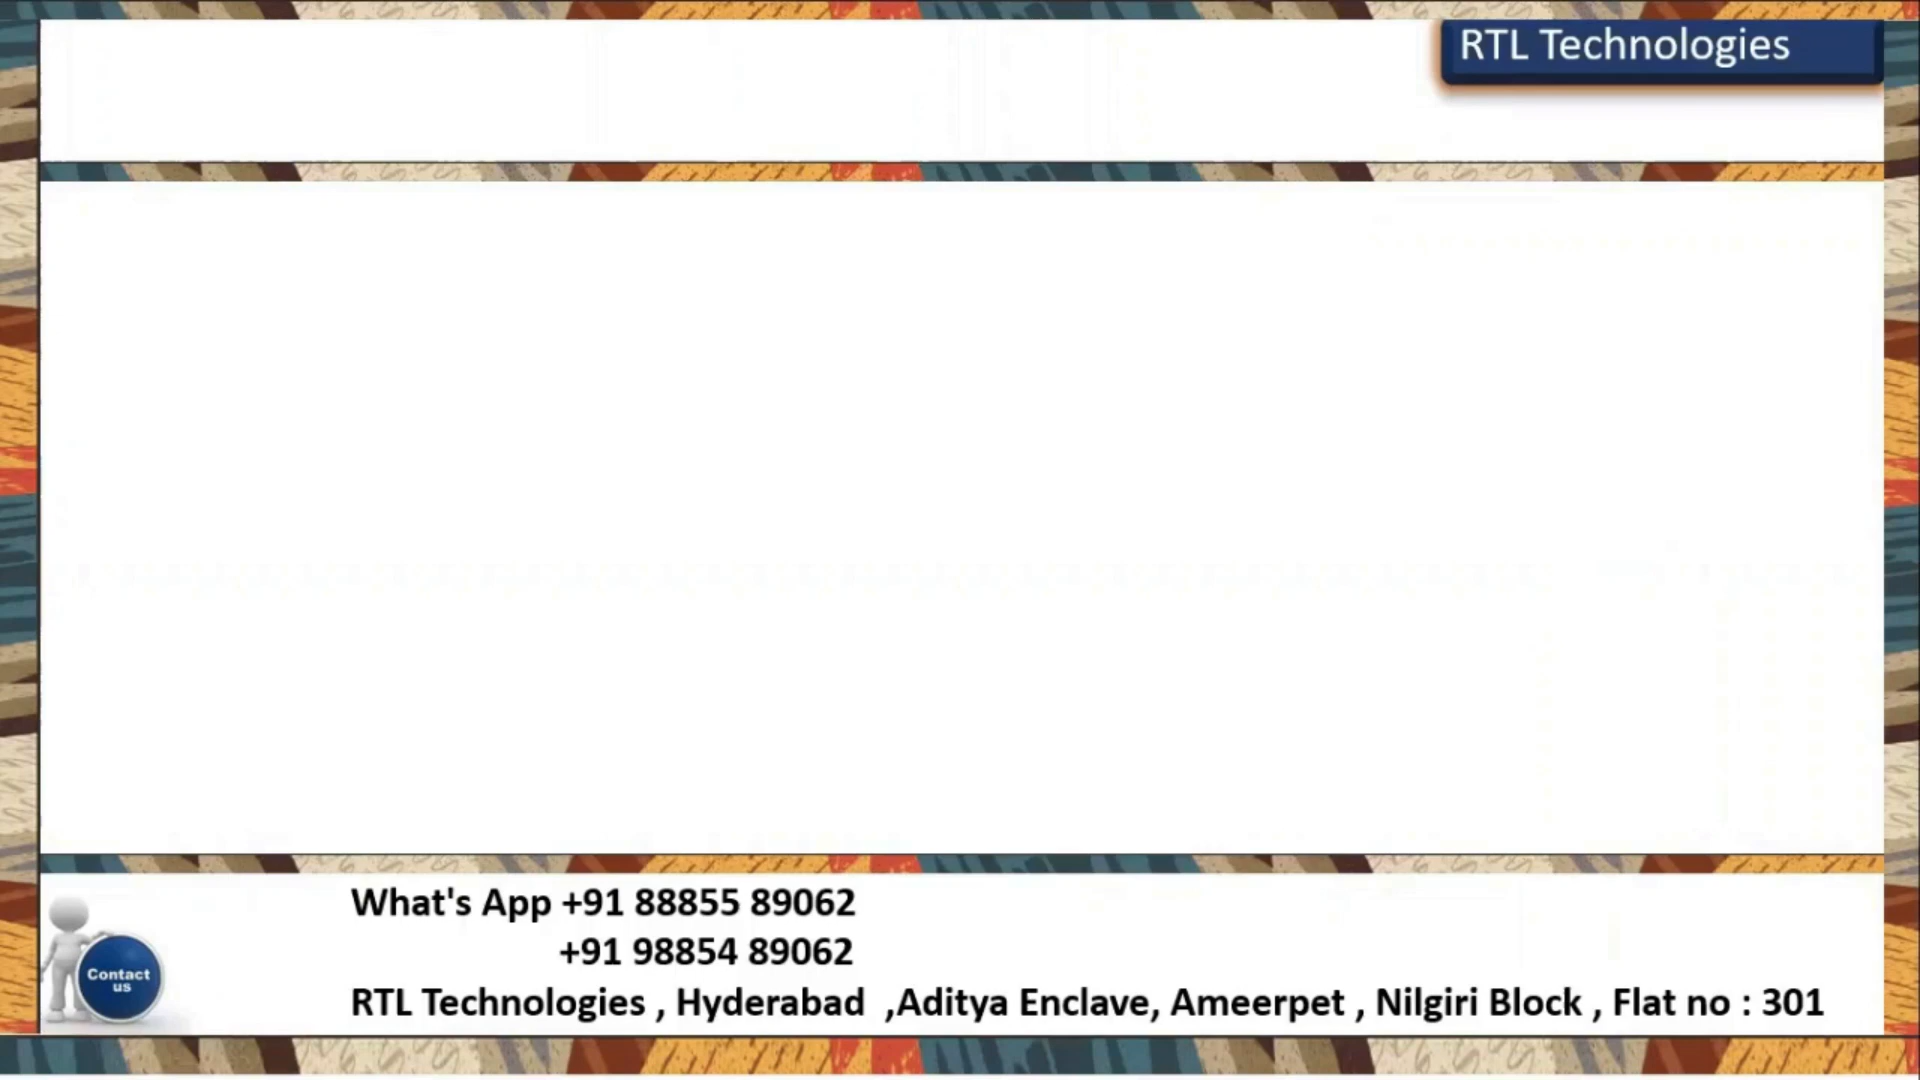 RTL Technologies
What's App +91 88855 89062
+91 98854 89062
Contact
us
RTL Technologies , Hyderabad ,Aditya Enclave, Ameerpet , Nilgiri Block , Flat no : 301